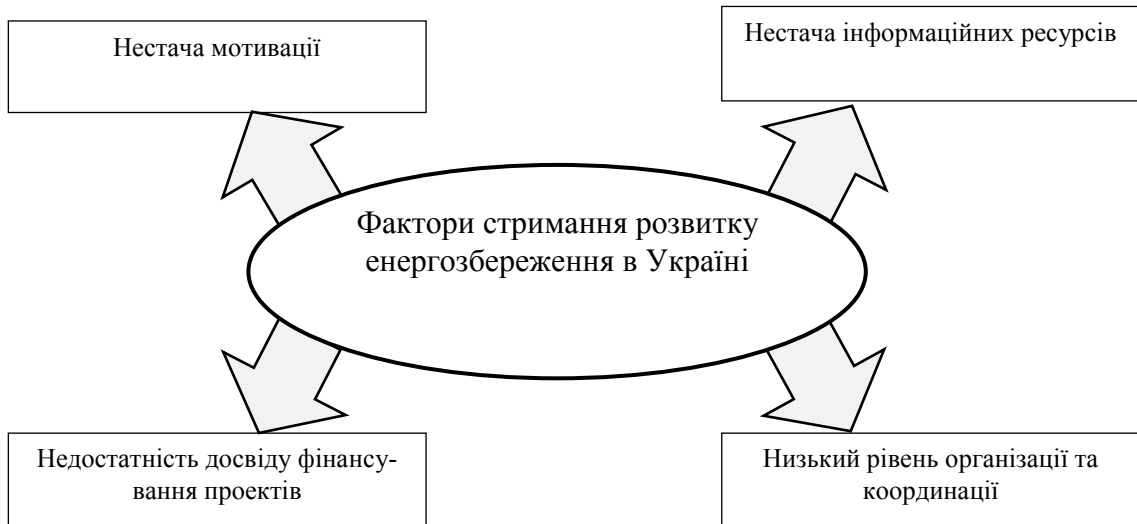 Нестача мотивації
Нестача інформаційних ресурсів
Фактори стримання розвитку
енергозбереження в Україні
Недостатність досвіду фінансу-
вання проектів
Низький рівень організації та
координації